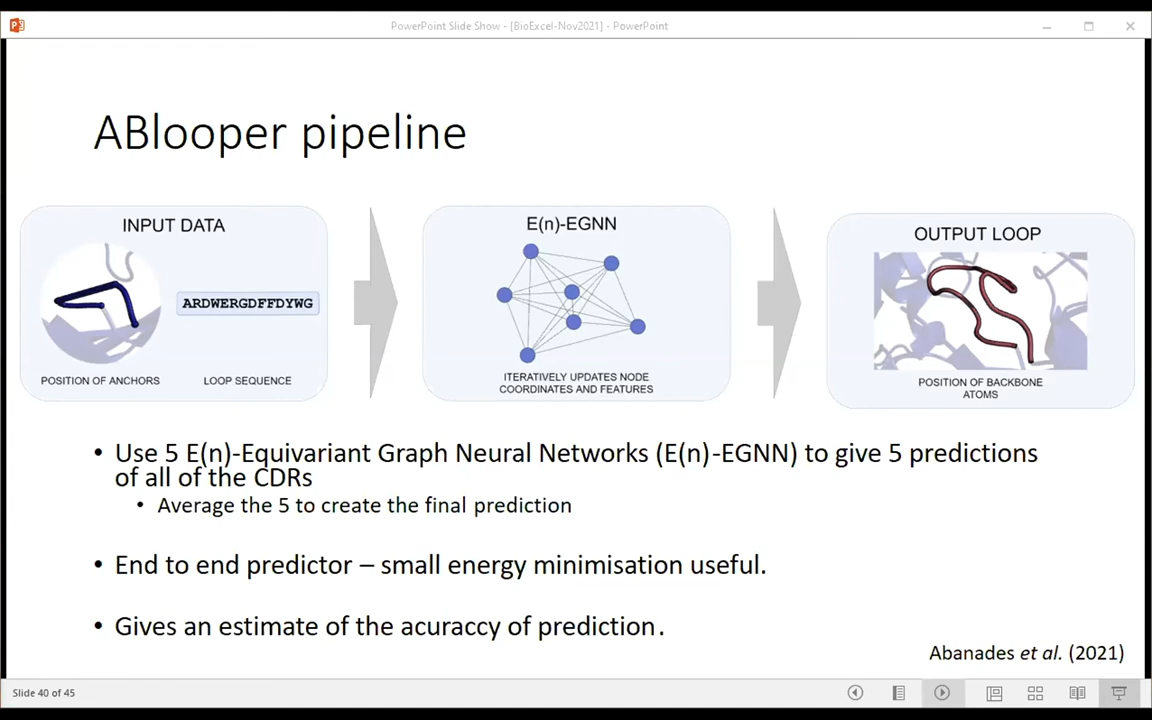 PowerPoint Slide Show - [BioExcel-Nov2021] - PowerPoint
ABlooper pipeline
INPUT DATA
ARDWERGDFFDYWG
POSITION OF ANCHORS
LOOP SEQUENCE
E(n)-EGNN
ITERATIVELY UPDATES NODE
COORDINATES AND FEATURES
OUTPUT LOOP
POSITION OF BACKBONE
ATOMS
• Use 5 E(n)-Equivariant Graph Neural Networks (E(n)-EGNN) to give 5 predictions
of all of the CDRs
• Average the 5 to create the final prediction
• End to end predictor – small energy minimisation useful.
• Gives an estimate of the acuraccy of prediction.
Abanades et al. (2021)
Slide 40 of 45